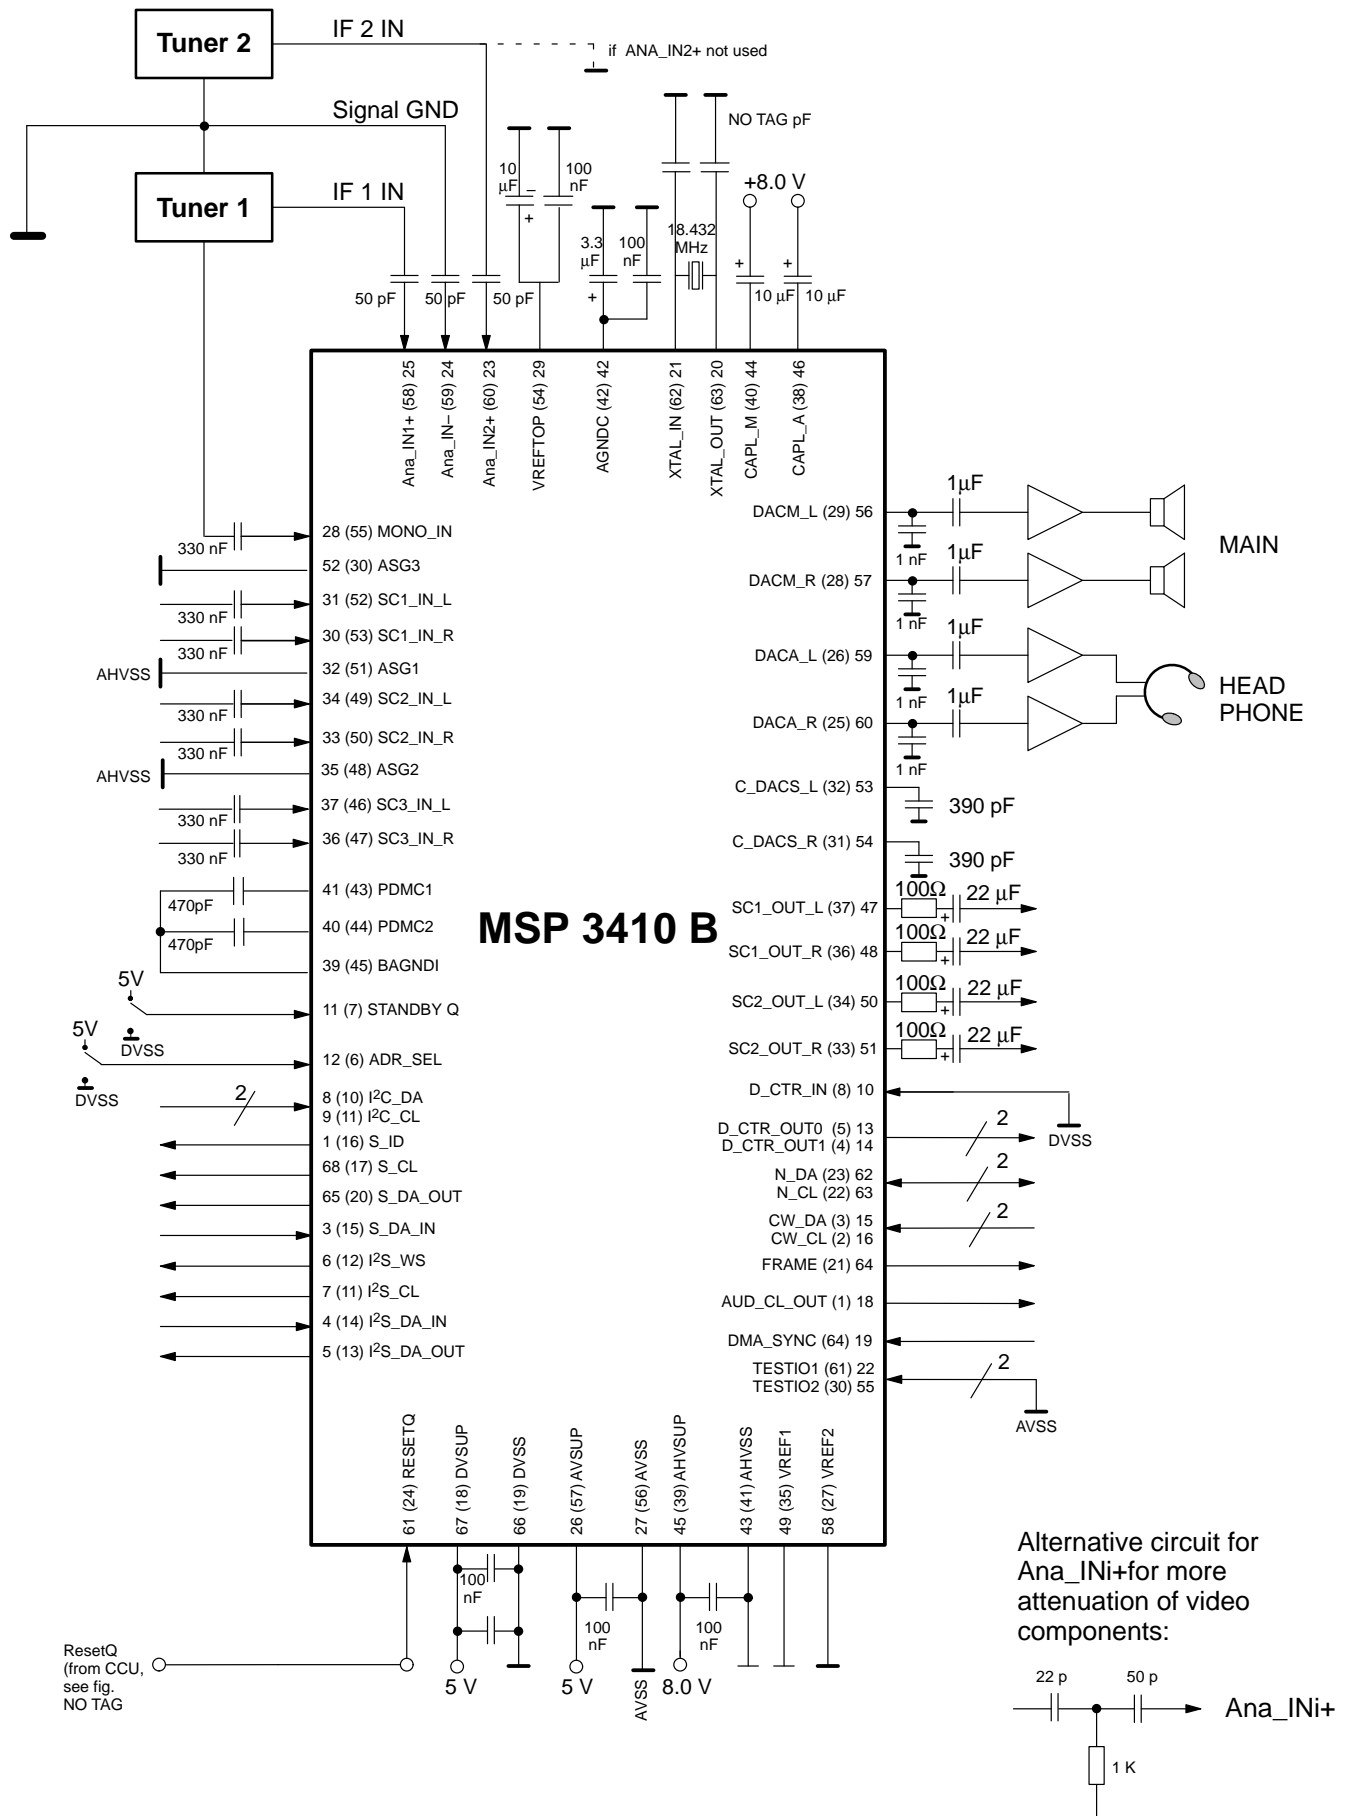 Tuner 2
IF 2 IN
if ANA_IN2+ not used
Signal GND
NO TAG pF
10 µF
–
+
100 nF
Tuner 1
IF 1 IN
+8.0 V
3.3 µF
+
100 nF
18.432 MHz
+
+
50 pF
50 pF
50 pF
10 µF
10 µF
Ana_IN1+ (58) 25
Ana_IN– (59) 24
Ana_IN2+ (60) 23
VREFTOP (54) 29
AGNDC (42) 42
XTAL_IN (62) 21
XTAL_OUT (63) 20
CAPL_M (40) 44
CAPL_A (38) 46
330 nF
28 (55) MONO_IN
52 (30) ASG3
330 nF
31 (52) SC1_IN_L
330 nF
30 (53) SC1_IN_R
AHVSS
32 (51) ASG1
330 nF
34 (49) SC2_IN_L
330 nF
33 (50) SC2_IN_R
AHVSS
35 (48) ASG2
330 nF
37 (46) SC3_IN_L
330 nF
36 (47) SC3_IN_R
470pF
41 (43) PDMC1
470pF
40 (44) PDMC2
39 (45) BAGNDI
5V
DVSS
11 (7) STANDBY Q
5V
DVSS
12 (6) ADR_SEL
2
8 (10) I²C_DA
9 (11) I²C_CL
1 (16) S_ID
68 (17) S_CL
65 (20) S_DA_OUT
3 (15) S_DA_IN
6 (12) I²S_WS
7 (11) I²S_CL
4 (14) I²S_DA_IN
5 (13) I²S_DA_OUT
MSP 3410 B
DACM_L (29) 56
1µF
1 nF
DACM_R (28) 57
1µF
1 nF
MAIN
DACA_L (26) 59
1µF
1 nF
DACA_R (25) 60
1µF
1 nF
HEAD
PHONE
C_DACS_L (32) 53
390 pF
C_DACS_R (31) 54
390 pF
SC1_OUT_L (37) 47
100Ω
+
22 µF
SC1_OUT_R (36) 48
100Ω
+
22 µF
SC2_OUT_L (34) 50
100Ω
+
22 µF
SC2_OUT_R (33) 51
100Ω
+
22 µF
D_CTR_IN (8) 10
DVSS
D_CTR_OUT0 (5) 13
D_CTR_OUT1 (4) 14
2
N_DA (23) 62
N_CL (22) 63
2
CW_DA (3) 15
CW_CL (2) 16
2
FRAME (21) 64
AUD_CL_OUT (1) 18
DMA_SYNC (64) 19
TESTIO1 (61) 22
TESTIO2 (30) 55
2
AVSS
61 (24) RESETQ
67 (18) DVSUP
66 (19) DVSS
26 (57) AVSUP
27 (56) AVSS
45 (39) AHVSUP
43 (41) AHVSS
49 (35) VREF1
58 (27) VREF2
100 nF
100 nF
100 nF
5 V
5 V
AVSS
8.0 V
ResetQ
(from CCU,
see fig.
NO TAG
Alternative circuit for
Ana_INi+for more
attenuation of video
components:
22 p
50 p
Ana_INi+
1 K